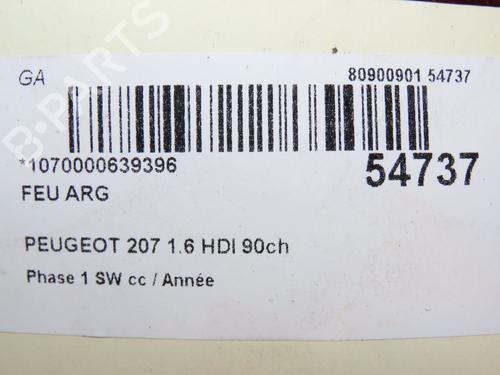 GA
80900901 54737
*1070000639396
54737
FEU ARG
PEUGEOT 207 1.6 HDI 90ch
Phase 1 SW cc / Année
B-PARTS